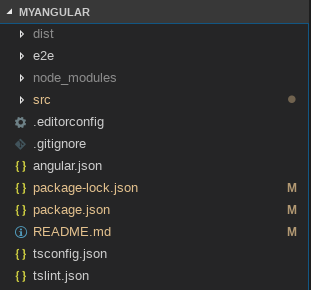 MYANGULAR
dist
e2e
node_modules
src
.editorconfig
.gitignore
{ } angular.json
{ } package-lock.json M
{ } package.json M
README.md M
{ } tsconfig.json
{ } tslint.json